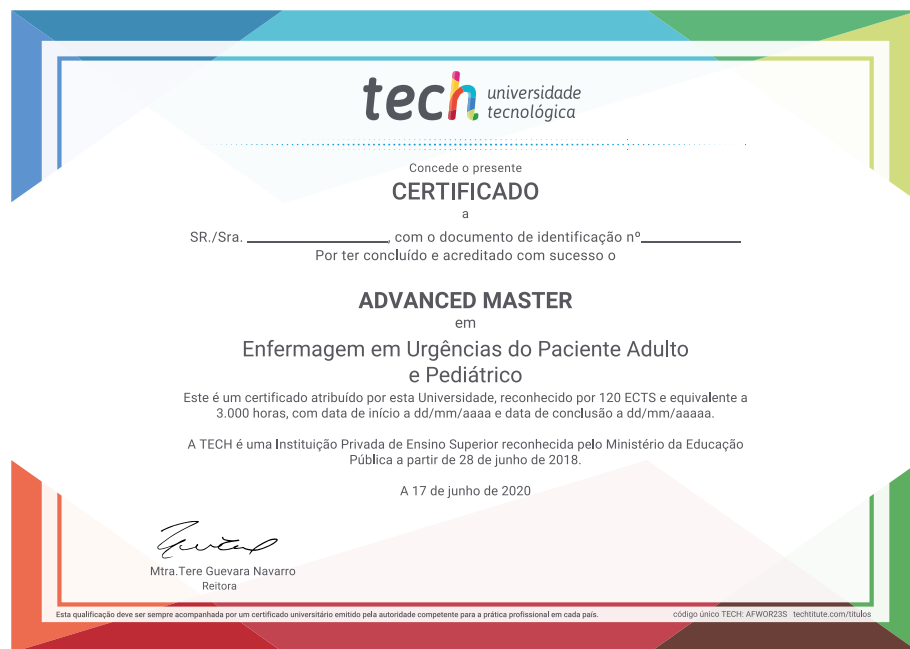 tech universidade
tecnológica
Concede o presente
CERTIFICADO
a
SR./Sra. ____________, com o documento de identificação nº____________
Por ter concluído e acreditado com sucesso o
ADVANCED MASTER
em
Enfermagem em Urgências do Paciente Adulto
e Pediátrico
Este é um certificado atribuído por esta Universidade, reconhecido por 120 ECTS e equivalente a
3.000 horas, com data de início a dd/mm/aaaa e data de conclusão a dd/mm/aaaaa.
A TECH é uma Instituição Privada de Ensino Superior reconhecida pelo Ministério da Educação
Pública a partir de 28 de junho de 2018.
A 17 de junho de 2020
Mtra.Tere Guevara Navarro
Reitora
Esta qualificação deve ser sempre acompanhada por um certificado universitário emitido pela autoridade competente para a prática profissional em cada país. código único TECH: AFWOR23S techtitute.com/titulos